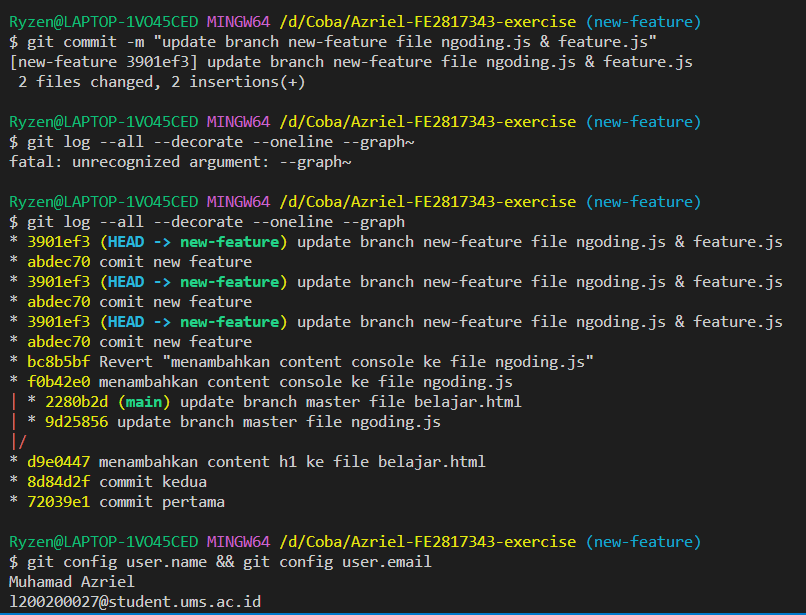 Ryzen@LAPTOP-1VO45CED MINGW64 /d/Coba/Azriel-FE2817343-exercise (new-feature)
$ git commit -m "update branch new-feature file ngoding.js & feature.js"
[new-feature 3901ef3] update branch new-feature file ngoding.js & feature.js
 2 files changed, 2 insertions(+)
Ryzen@LAPTOP-1VO45CED MINGW64 /d/Coba/Azriel-FE2817343-exercise (new-feature)
$ git log --all --decorate --oneline --graph~
fatal: unrecognized argument: --graph~
Ryzen@LAPTOP-1VO45CED MINGW64 /d/Coba/Azriel-FE2817343-exercise (new-feature)
$ git log --all --decorate --oneline --graph
* 3901ef3 (HEAD -> new-feature) update branch new-feature file ngoding.js & feature.js
* abdec70 comit new feature
* 3901ef3 (HEAD -> new-feature) update branch new-feature file ngoding.js & feature.js
* abdec70 comit new feature
* 3901ef3 (HEAD -> new-feature) update branch new-feature file ngoding.js & feature.js
* abdec70 comit new feature
* bc8b5bf Revert "menambahkan content console ke file ngoding.js"
* f0b42e0 menambahkan content console ke file ngoding.js
| * 2280b2d (main) update branch master file belajar.html
| * 9d25856 update branch master file ngoding.js
|/
* d9e0447 menambahkan content h1 ke file belajar.html
* 8d84d2f commit kedua
* 72039e1 commit pertama
Ryzen@LAPTOP-1VO45CED MINGW64 /d/Coba/Azriel-FE2817343-exercise (new-feature)
$ git config user.name && git config user.email
Muhamad Azriel
l200200027@student.ums.ac.id